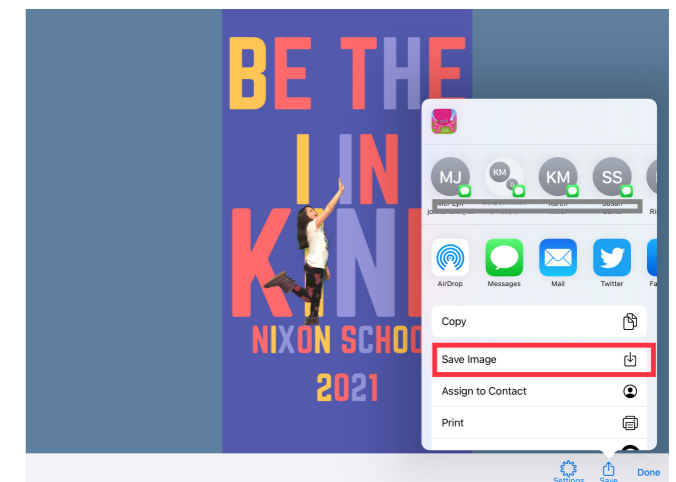 BE THE
I IN
KIN
NIXON SCHOO
2021
MJ
KM
KM
SS
AirDrop
Messages
Mail
Twitter
Fa
Copy
Save Image
Assign to Contact
Print
Settings
Save
Done